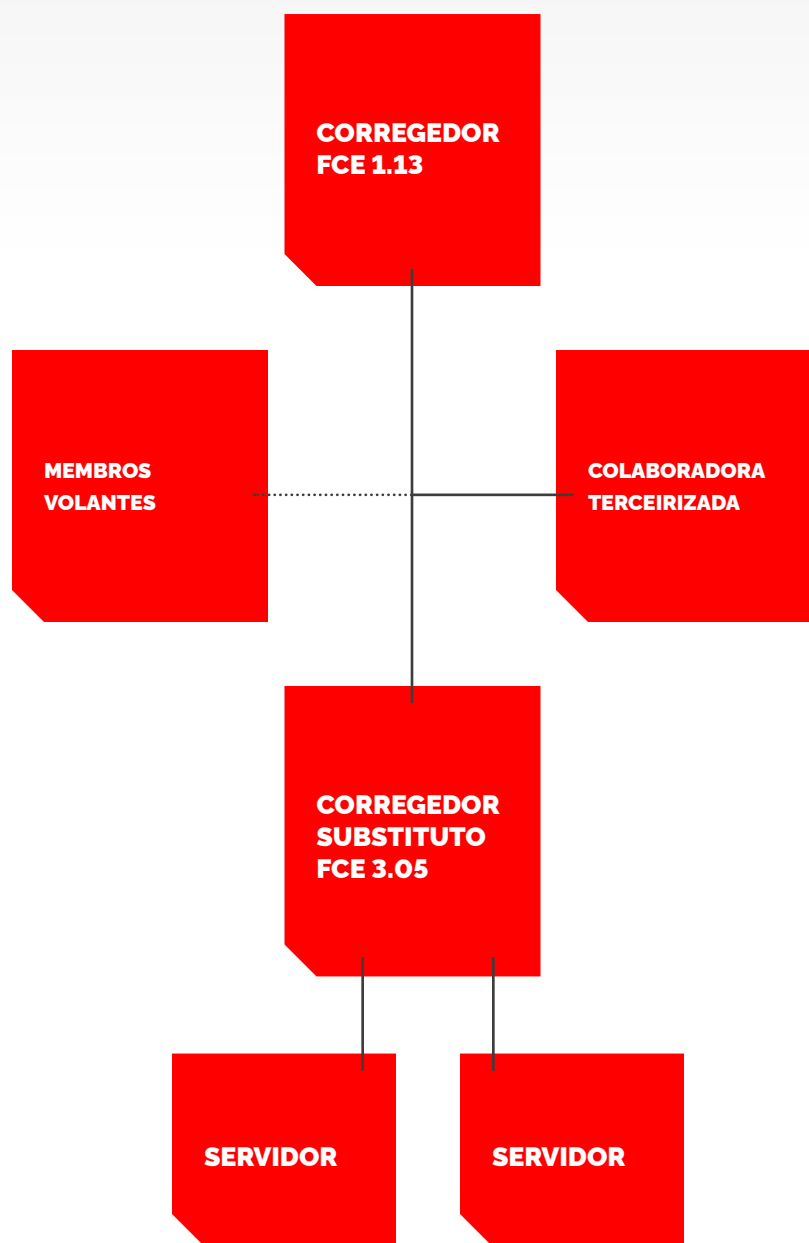 CORREGEDOR
FCE 1.13
MEMBROS
VOLANTES
COLABORADORA
TERCEIRIZADA
CORREGEDOR
SUBSTITUTO
FCE 3.05
SERVIDOR
SERVIDOR